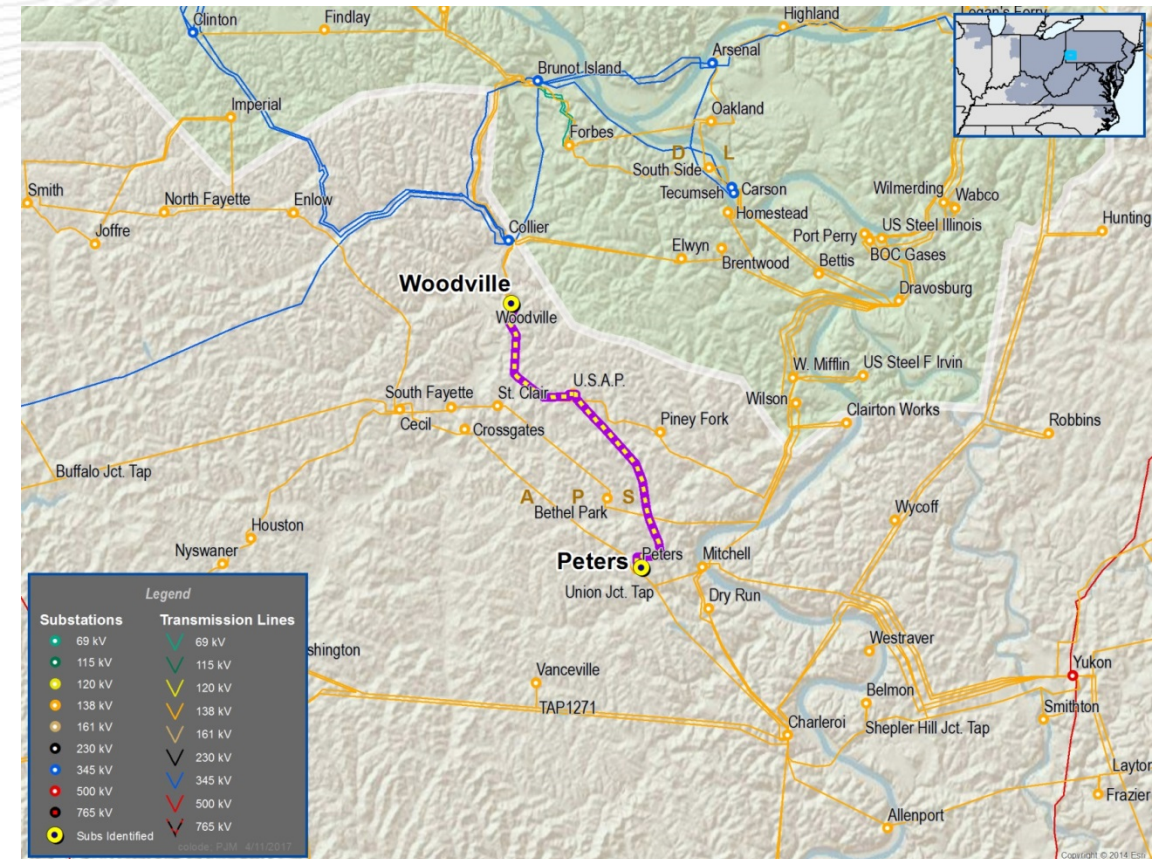 Clinton
Findlay
Highland
Logan's Ferry
Arsenal
Brunot Island
Imperial
Oakland
Forbes
D L
South Side
Smith
North Fayette
Enlow
Tecumseh
Carson
Wilmerding
Wabco
Joffre
Homestead
Hunting
Collier
Port Perry
US Steel Illinois
Elwyn
Brentwood
BOC Gases
Bettis
Woodville
Dravosburg
Woodville
W. Mifflin
US Steel F Irvin
South Fayette
St. Clair
U.S.A.P.
Wilson
Clairton Works
Cecil
Crossgates
Piney Fork
Robbins
Buffalo Jct. Tap
A P S
Bethel Park
Wycoff
Houston
Nyswaner
Peters
Peters
Mitchell
Union Jct. Tap
Dry Run
Westraver
shington
Vanceville
Yukon
TAP1271
Belmon
Smithton
Charleroi
Shepler Hill Jct. Tap
Layton
Frazier
Allenport
Legend
Substations Transmission Lines
69 kV 69 kV
115 kV 115 kV
120 kV 120 kV
138 kV 138 kV
161 kV 161 kV
230 kV 230 kV
345 kV 345 kV
500 kV 500 kV
765 kV 765 kV
Subs Identified
colode: PJM 4/11/2017
Copyright © 2014 Esri